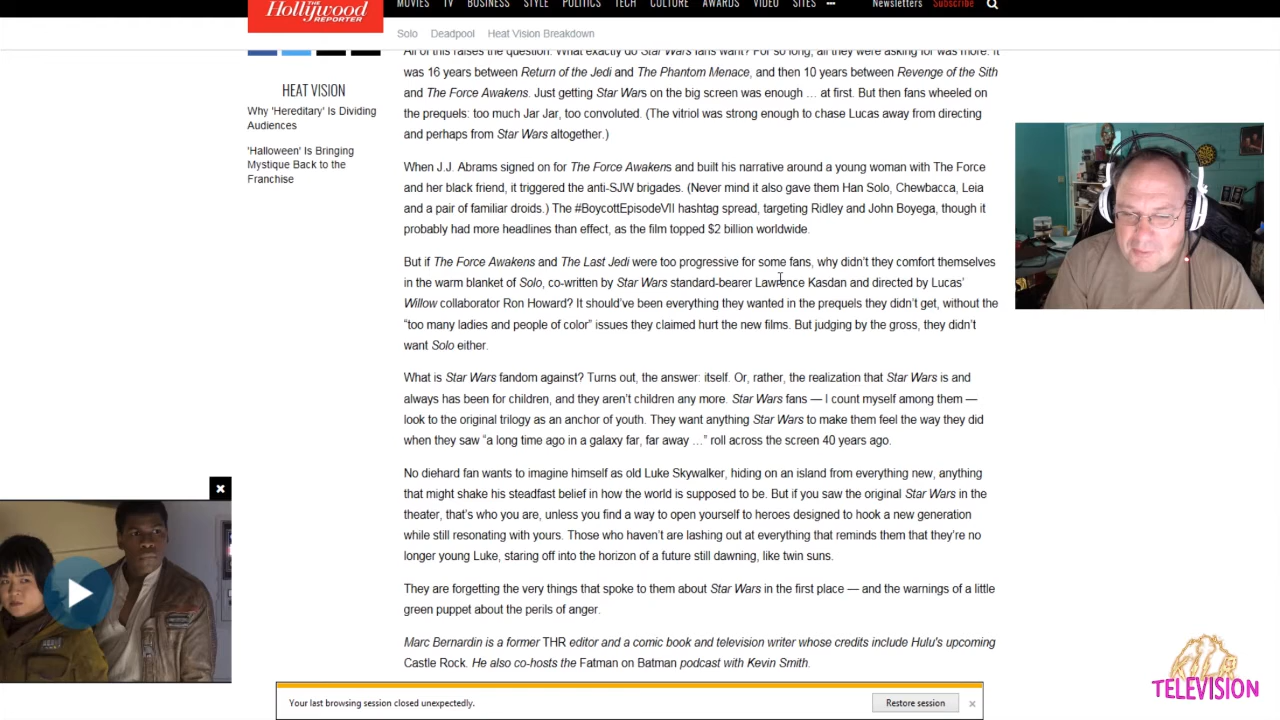 THE
Hollywood
REPORTER
MOVIES TV BUSINESS STYLE POLITICS TECH CULTURE AWARDS VIDEO SITES ••• Newsletters Subscribe
Solo Deadpool Heat Vision Breakdown
HEAT VISION
Why 'Hereditary' Is Dividing
Audiences
'Halloween' Is Bringing
Mystique Back to the
Franchise
All of this raises the question: What exactly do Star Wars fans want? For so long, all they were asking for was more. It
was 16 years between Return of the Jedi and The Phantom Menace, and then 10 years between Revenge of the Sith
and The Force Awakens. Just getting Star Wars on the big screen was enough … at first. But then fans wheeled on
the prequels: too much Jar Jar, too convoluted. (The vitriol was strong enough to chase Lucas away from directing
and perhaps from Star Wars altogether.)
When J.J. Abrams signed on for The Force Awakens and built his narrative around a young woman with The Force
and her black friend, it triggered the anti-SJW brigades. (Never mind it also gave them Han Solo, Chewbacca, Leia
and a pair of familiar droids.) The #BoycottEpisodeVII hashtag spread, targeting Ridley and John Boyega, though it
probably had more headlines than effect, as the film topped $2 billion worldwide.
But if The Force Awakens and The Last Jedi were too progressive for some fans, why didn't they comfort themselves
in the warm blanket of Solo, co-written by Star Wars standard-bearer Lawrence Kasdan and directed by Lucas'
Willow collaborator Ron Howard? It should've been everything they wanted in the prequels they didn't get, without the
“too many ladies and people of color” issues they claimed hurt the new films. But judging by the gross, they didn't
want Solo either.
What is Star Wars fandom against? Turns out, the answer: itself. Or, rather, the realization that Star Wars is and
always has been for children, and they aren't children any more. Star Wars fans — I count myself among them —
look to the original trilogy as an anchor of youth. They want anything Star Wars to make them feel the way they did
when they saw “a long time ago in a galaxy far, far away …” roll across the screen 40 years ago.
No diehard fan wants to imagine himself as old Luke Skywalker, hiding on an island from everything new, anything
that might shake his steadfast belief in how the world is supposed to be. But if you saw the original Star Wars in the
theater, that's who you are, unless you find a way to open yourself to heroes designed to hook a new generation
while still resonating with yours. Those who haven't are lashing out at everything that reminds them that they're no
longer young Luke, staring off into the horizon of a future still dawning, like twin suns.
They are forgetting the very things that spoke to them about Star Wars in the first place — and the warnings of a little
green puppet about the perils of anger.
Marc Bernardin is a former THR editor and a comic book and television writer whose credits include Hulu's upcoming
Castle Rock. He also co-hosts the Fatman on Batman podcast with Kevin Smith.
Your last browsing session closed unexpectedly.
Restore session
TELEVISION